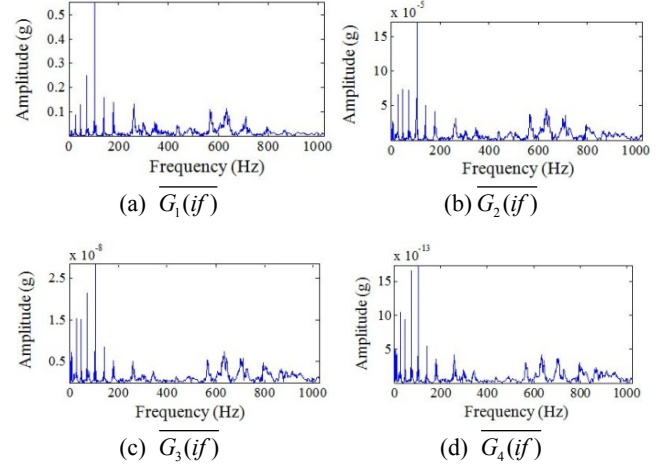 0.5
0.4
0.3
0.2
0.1
0 200 400 600 800 1000
Amplitude (g)
Frequency (Hz)
(a) G1(if)
x 10-5
15
10
5
0 200 400 600 800 1000
Amplitude (g)
Frequency (Hz)
(b) G2(if)
x 10-8
2.5
1.5
0.5
0 200 400 600 800 1000
Amplitude (g)
Frequency (Hz)
(c) G3(if)
x 10-13
15
10
5
0 200 400 600 800 1000
Amplitude (g)
Frequency (Hz)
(d) G4(if)